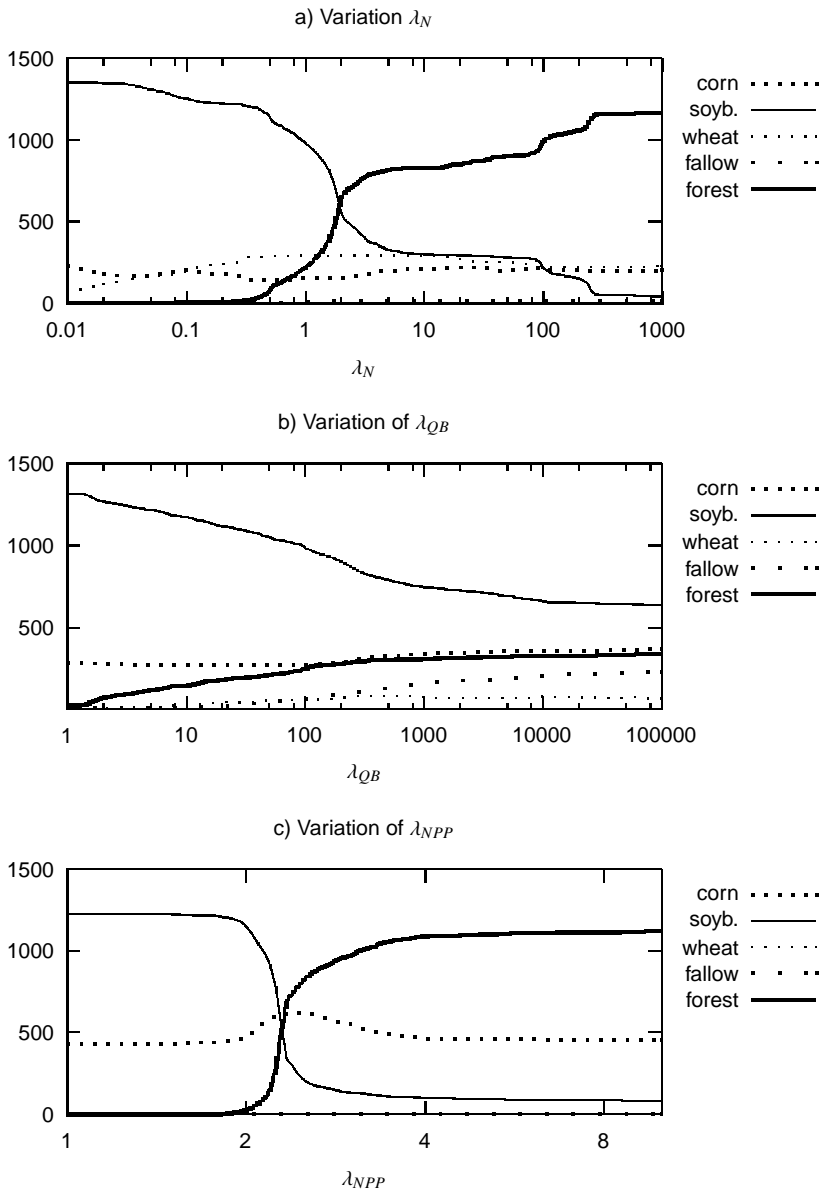 a) Variation λN
1500
1000
500
0
0.01 0.1 1 10 100 1000
λN
corn
soyb.
wheat
fallow
forest
b) Variation of λQB
1500
1000
500
1 10 100 1000 10000 100000
λQB
corn
soyb.
wheat
fallow
forest
c) Variation of λNPP
1500
1000
500
0
1 2 4 8
λNPP
corn
soyb.
wheat
fallow
forest